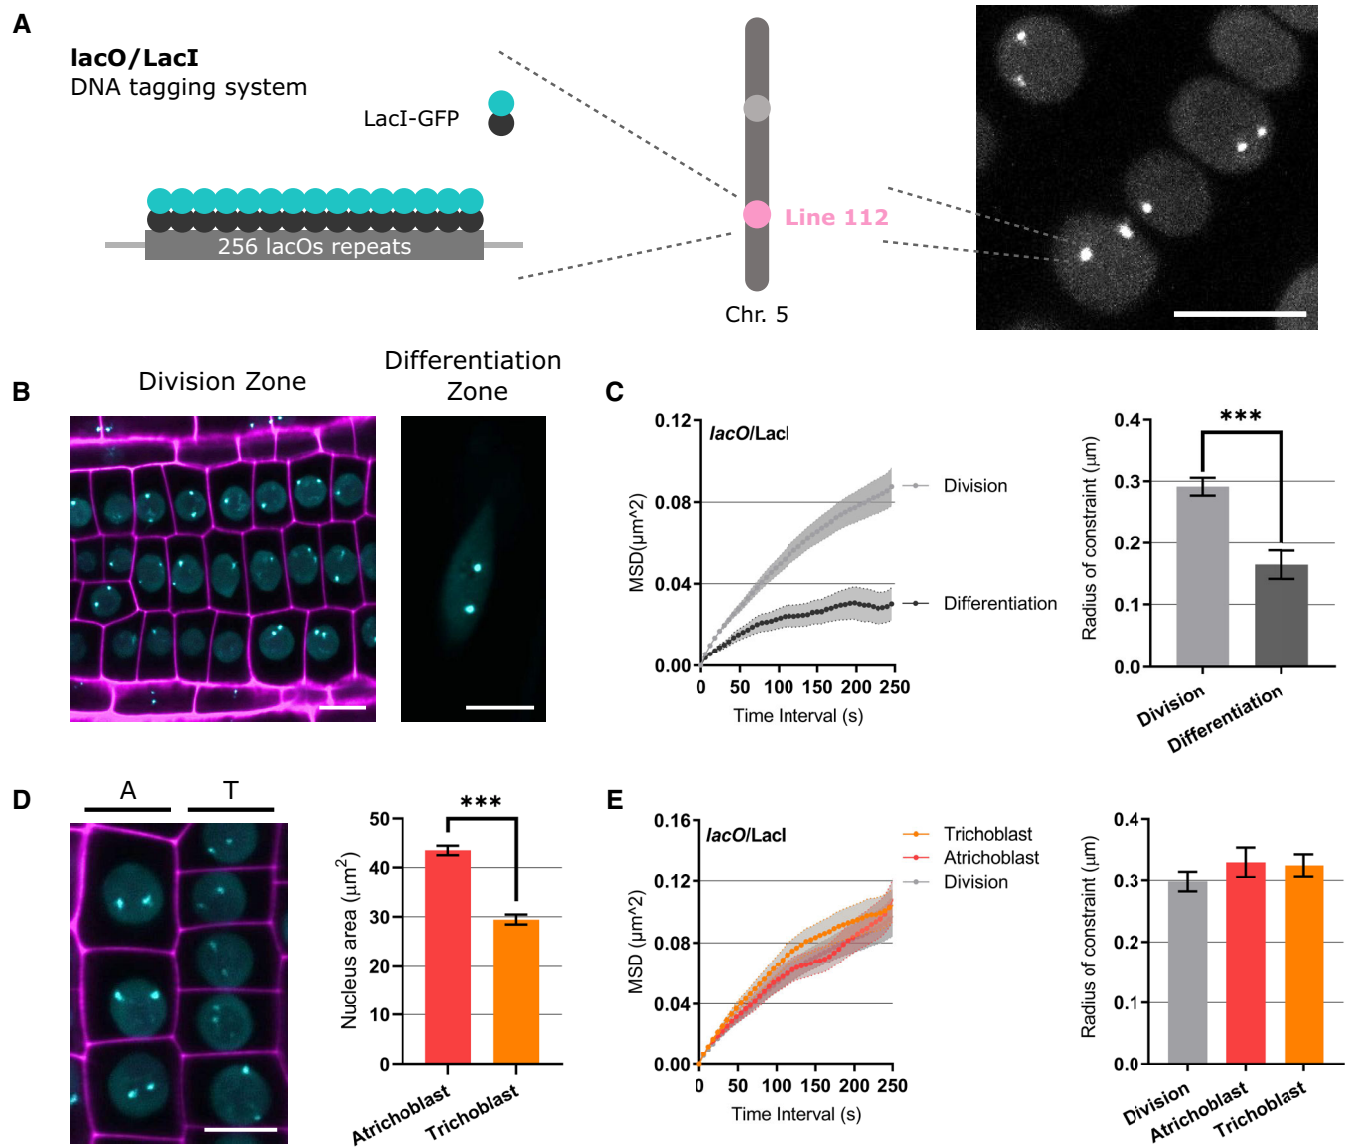 A
lacO/LacI
DNA tagging system
LacI-GFP
256 lacOs repeats
Line 112
Chr. 5
B
Division Zone
Differentiation
Zone
C
lacO/LacI
0.12
0.08
0.04
0.00
MSD(μm^2)
0 50 100 150 200 250
Time Interval (s)
Division
Differentiation
0.4
0.3
0.2
0.1
0.0
Radius of constraint (μm)
***
Division
Differentiation
D
A T
50
40
30
20
10
0
Nucleus area (μm2)
***
Atrichoblast
Trichoblast
E
lacO/LacI
0.16
0.12
0.08
0.04
0.00
MSD (μm^2)
0 50 100 150 200 250
Time Interval (s)
Trichoblast
Atrichoblast
Division
0.4
0.3
0.2
0.1
0.0
Radius of constraint (μm)
Division
Atrichoblast
Trichoblast